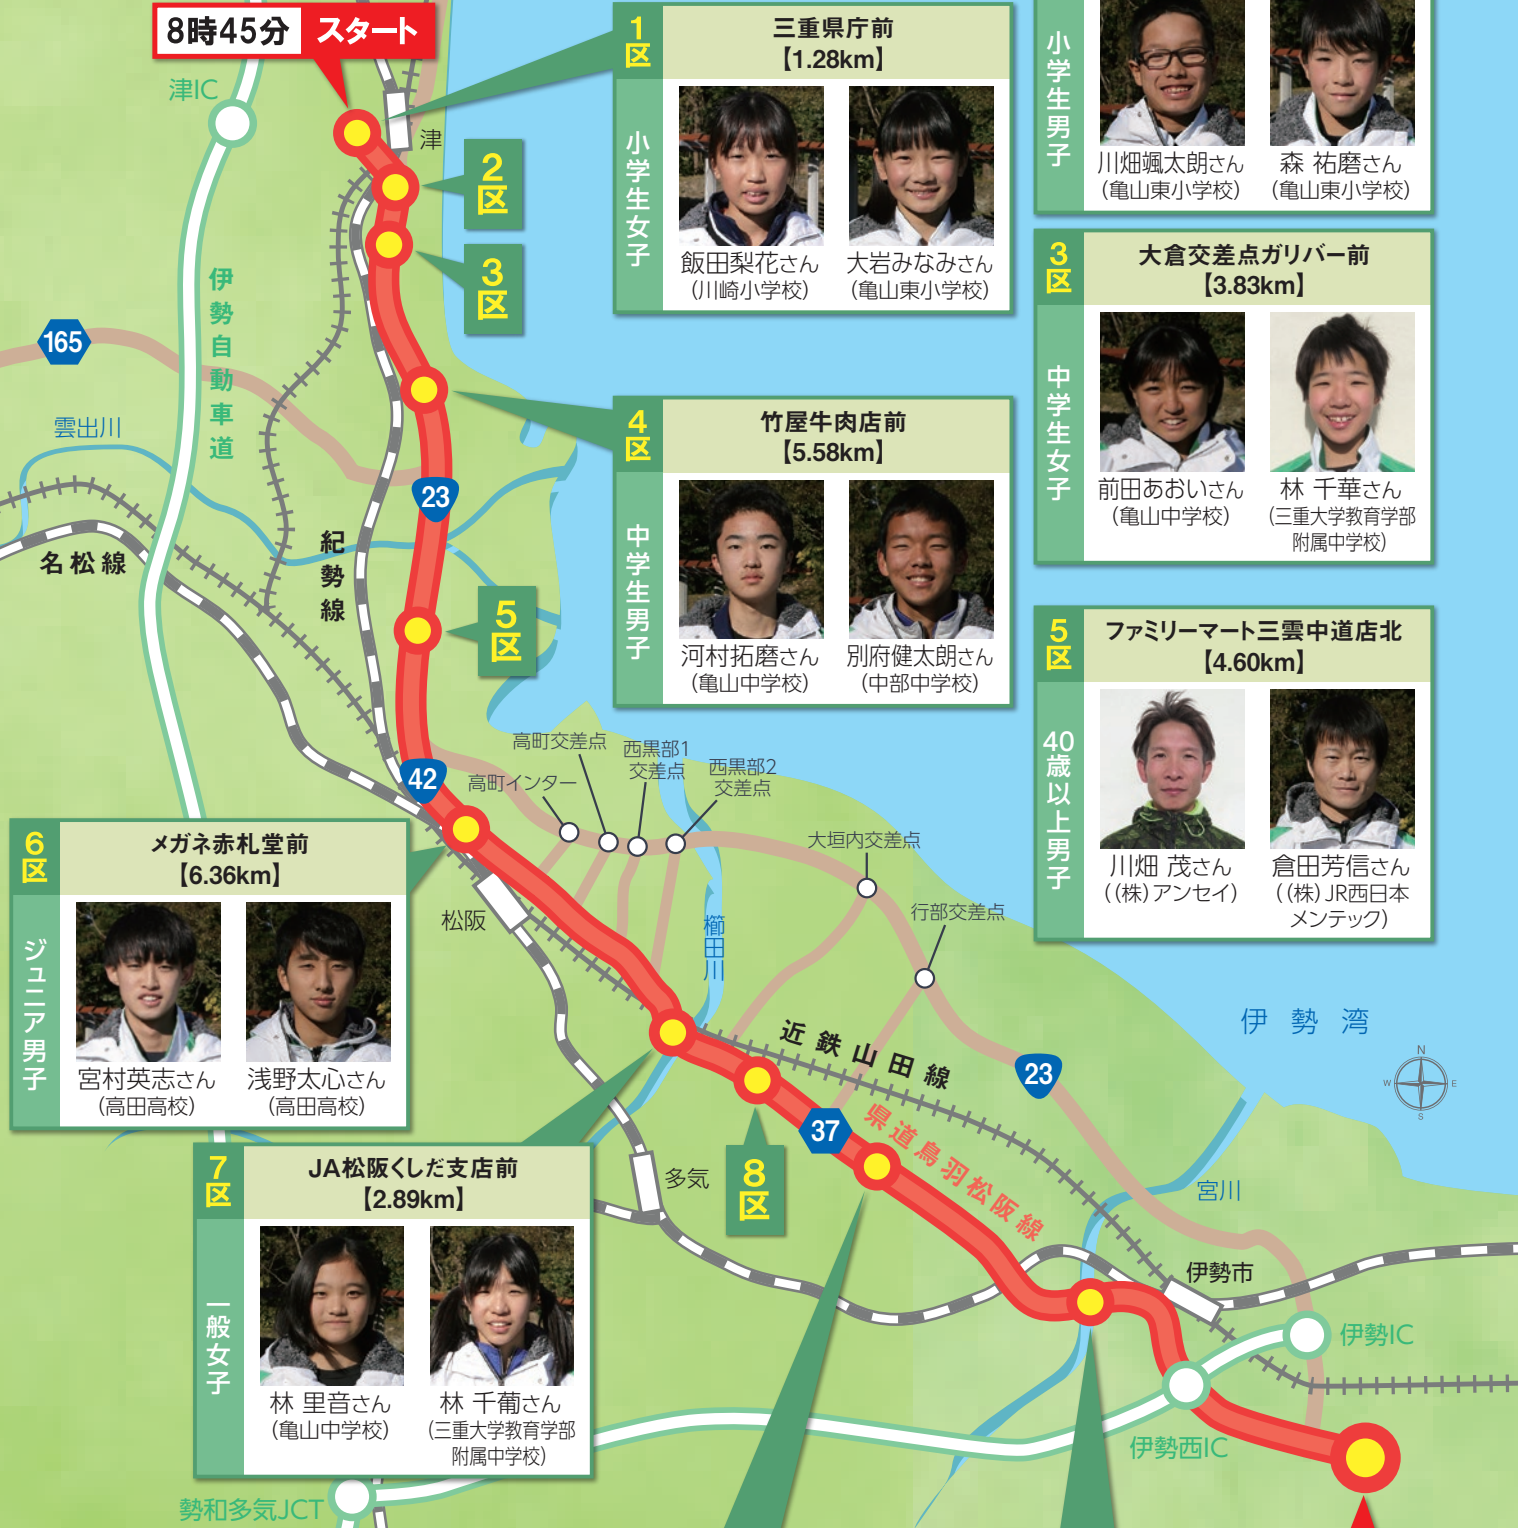 8時45分 スタート
1区
三重県庁前
【1.28km】
小学生女子
飯田梨花さん
(川崎小学校)
大岩みなみさん
(亀山東小学校)
小学生男子
川畑颯太朗さん
(亀山東小学校)
森 祐磨さん
(亀山東小学校)
津IC
津
2区
3区
3区
大倉交差点ガリバー前
【3.83km】
中学生女子
前田あおいさん
(亀山中学校)
林 千華さん
(三重大学教育学部
附属中学校)
伊勢自動車道
165
雲出川
名松線
紀勢線
23
4区
竹屋牛肉店前
【5.58km】
中学生男子
河村拓磨さん
(亀山中学校)
別府健太朗さん
(中部中学校)
5区
5区
ファミリーマート三雲中道店北
【4.60km】
40歳以上男子
川畑 茂さん
((株)アンセイ)
倉田芳信さん
((株)JR西日本
メンテック)
42
高町交差点
高町インター
西黒部1
交差点
西黒部2
交差点
大垣内交差点
行部交差点
6区
メガネ赤札堂前
【6.36km】
ジュニア男子
宮村英志さん
(高田高校)
浅野太心さん
(高田高校)
松阪
櫛田川
近鉄山田線
23
伊勢湾
N
W
E
S
37
県道鳥羽松阪線
7区
JA松阪くしだ支店前
【2.89km】
一般女子
林 里音さん
(亀山中学校)
林 千葡さん
(三重大学教育学部
附属中学校)
多気
8区
宮川
伊勢市
伊勢IC
伊勢西IC
勢和多気JCT